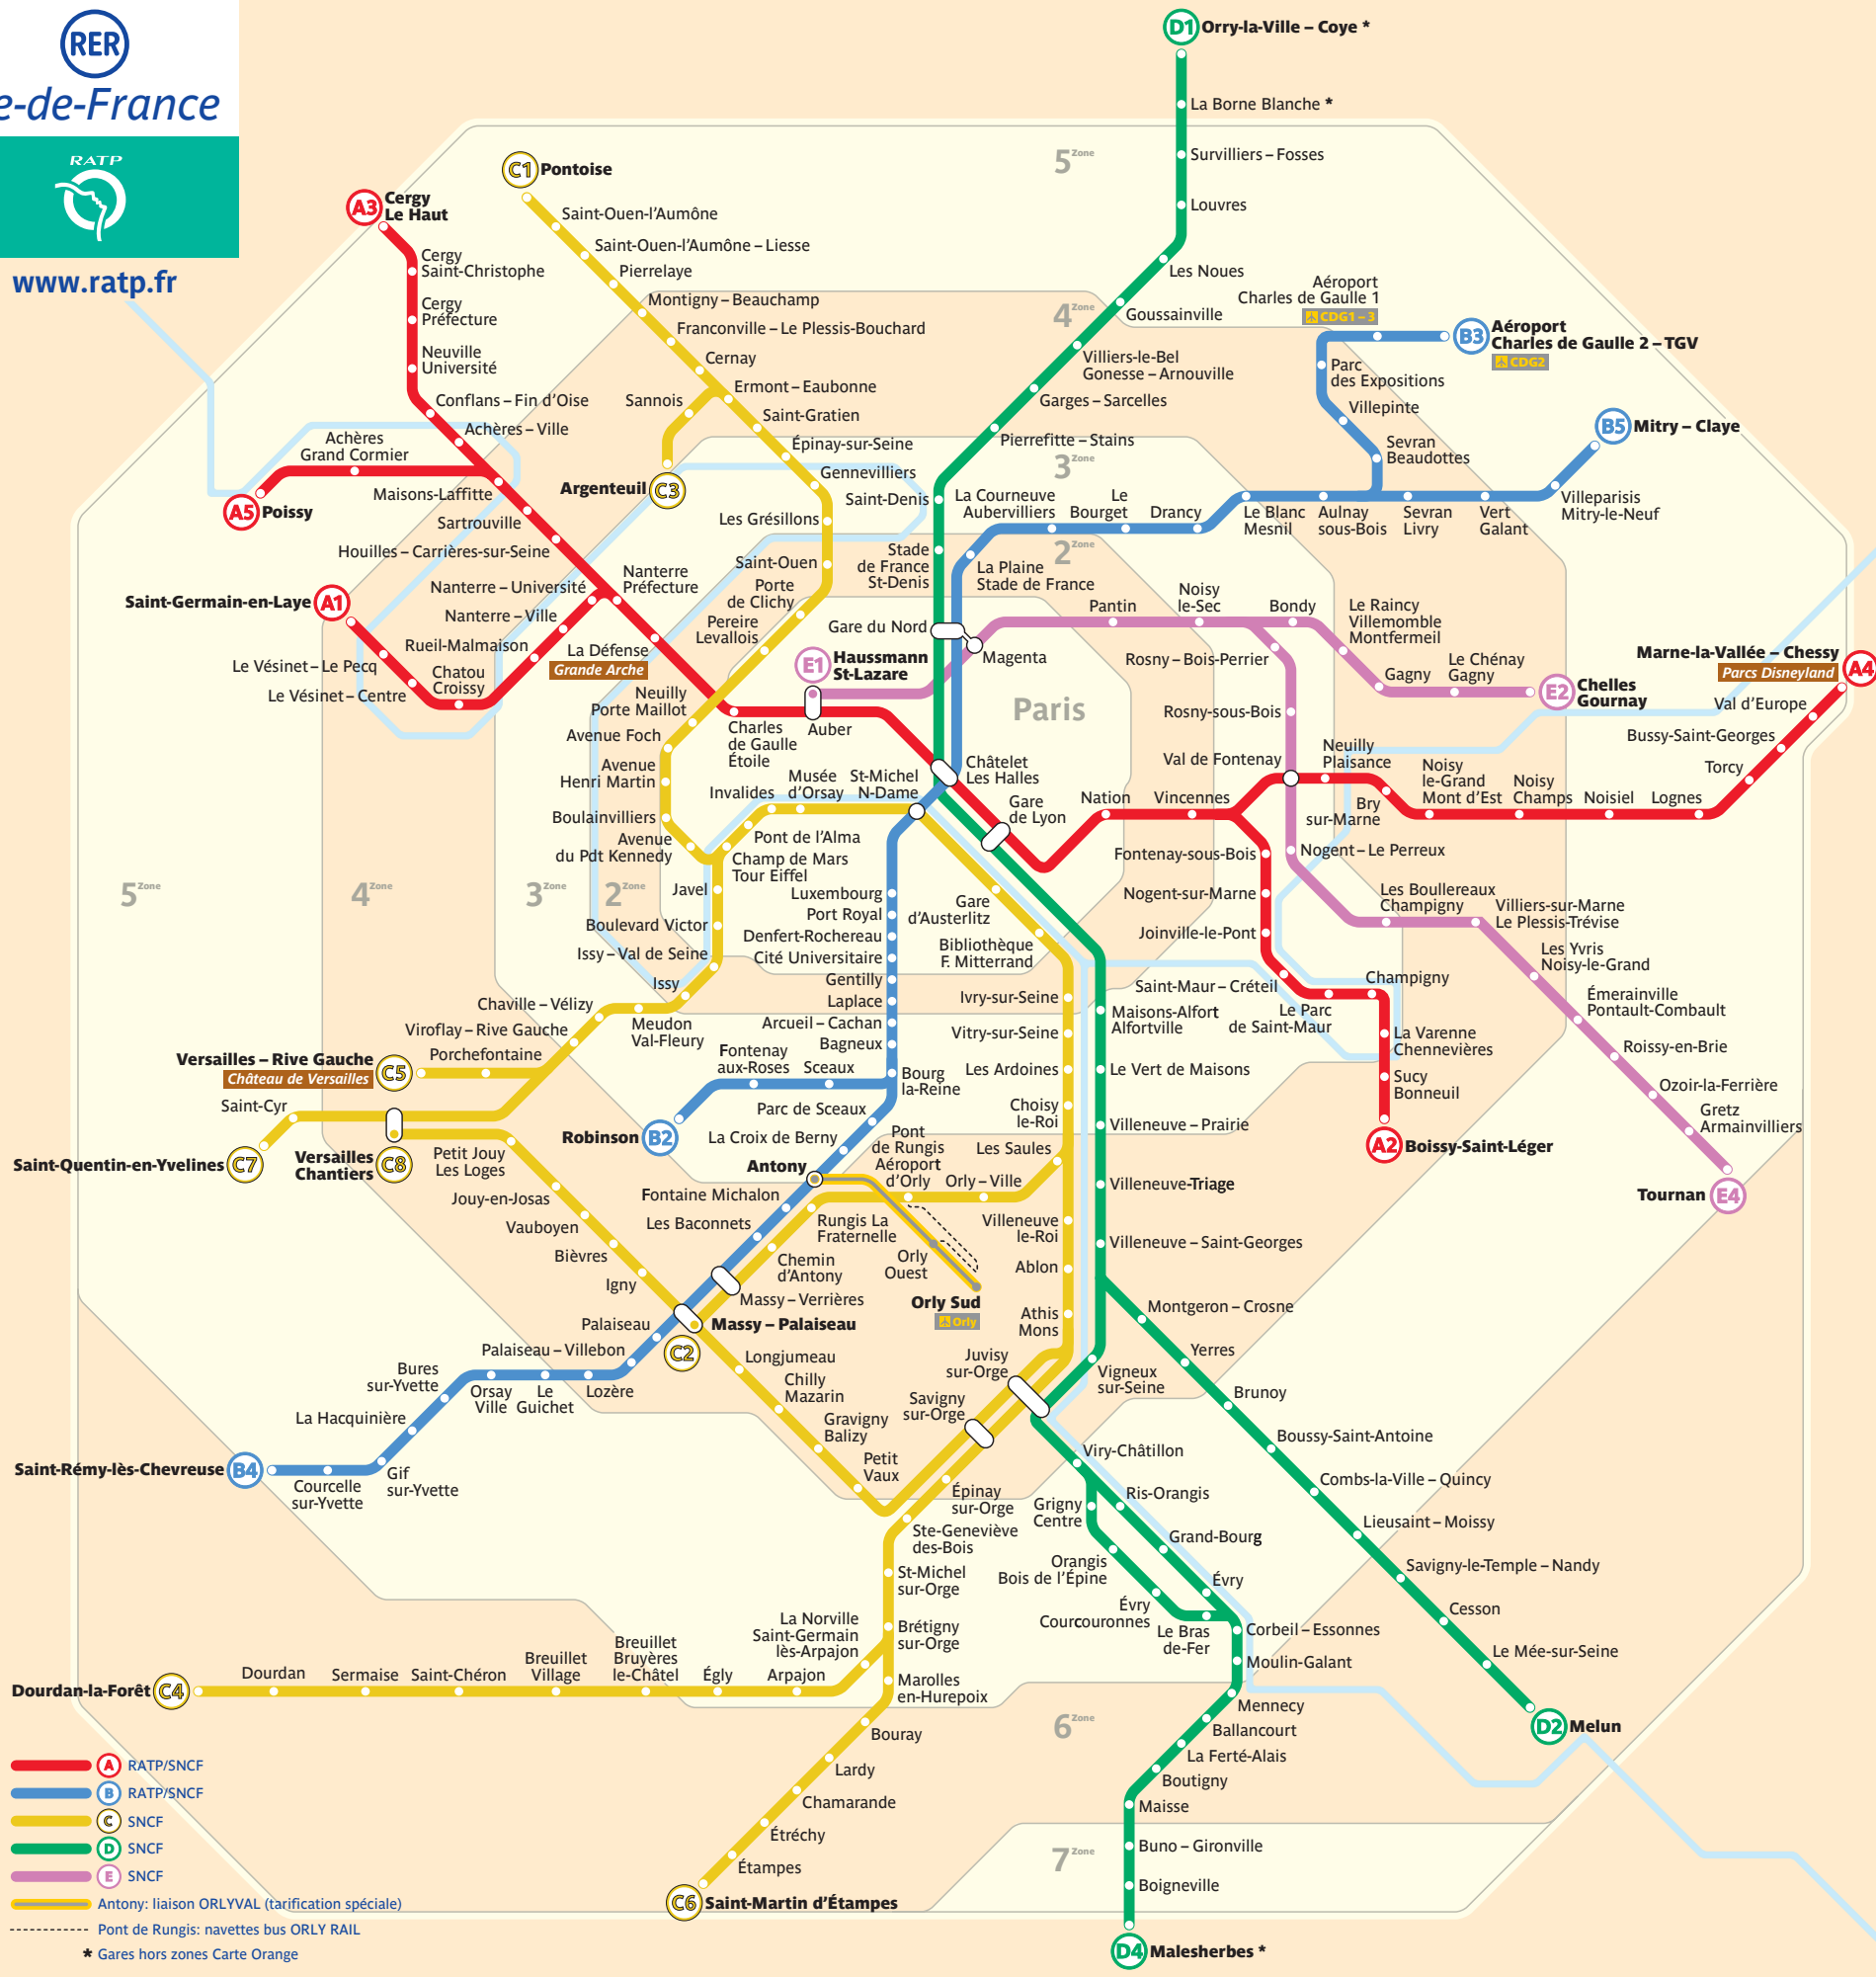 RER
e-de-France
RATP
www.ratp.fr
D1 Orry-la-Ville – Coye *
La Borne Blanche *
Survilliers – Fosses
Louvres
Les Noues
Goussainville
Villiers-le-Bel
Gonesse – Arnouville
Garges – Sarcelles
Pierrefitte – Stains
Saint-Denis
Stade
de France
St-Denis
Gare du Nord
5 Zone
4 Zone
3 Zone
2 Zone
Paris
C1 Pontoise
Saint-Ouen-l'Aumône
Saint-Ouen-l'Aumône – Liesse
Pierrelaye
Montigny – Beauchamp
Franconville – Le Plessis-Bouchard
Cernay
Ermont – Eaubonne
Sannois
Argenteuil C3
Saint-Gratien
Épinay-sur-Seine
Gennevilliers
Les Grésillons
Saint-Ouen
Porte
de Clichy
Pereire
Levallois
Neuilly
Porte Maillot
Avenue Foch
Avenue
Henri Martin
Boulainvilliers
Avenue
du Pdt Kennedy
A3 Cergy
Le Haut
Cergy
Saint-Christophe
Cergy
Préfecture
Neuville
Université
Conflans – Fin d'Oise
Achères – Ville
Achères
Grand Cormier
A5 Poissy
Maisons-Laffitte
Sartrouville
Houilles – Carrières-sur-Seine
Nanterre – Université
Nanterre
Préfecture
Nanterre – Ville
Rueil-Malmaison
Saint-Germain-en-Laye A1
Le Vésinet – Le Pecq
Le Vésinet – Centre
Chatou
Croissy
La Défense
Grande Arche
Charles
de Gaulle
Étoile
Auber
E1 Haussmann
St-Lazare
Magenta
Aéroport
Charles de Gaulle 1
CDG1 – 3
B3 Aéroport
Charles de Gaulle 2 – TGV
CDG2
Parc
des Expositions
Villepinte
Sevran
Beaudottes
B5 Mitry – Claye
Villeparisis
Mitry-le-Neuf
Vert
Galant
Sevran
Livry
Aulnay
sous-Bois
Le Blanc
Mesnil
Drancy
Le
Bourget
La Courneuve
Aubervilliers
La Plaine
Stade de France
Pantin
Noisy
le-Sec
Bondy
Le Raincy
Villemomble
Montfermeil
Gagny
Le Chénay
Gagny
E2 Chelles
Gournay
Rosny – Bois-Perrier
Rosny-sous-Bois
Val de Fontenay
Neuilly
Plaisance
Bry
sur-Marne
Noisy
le-Grand
Mont d'Est
Noisy
Champs
Noisiel
Lognes
Torcy
Bussy-Saint-Georges
Val d'Europe
Marne-la-Vallée – Chessy
Parcs Disneyland
A4
Châtelet
Les Halles
Gare
de Lyon
Nation
Vincennes
Fontenay-sous-Bois
Nogent-sur-Marne
Joinville-le-Pont
Saint-Maur – Créteil
Le Parc
de Saint-Maur
Champigny
La Varenne
Chennevières
Sucy
Bonneuil
A2 Boissy-Saint-Léger
Nogent – Le Perreux
Les Boullereaux
Champigny
Villiers-sur-Marne
Le Plessis-Trévise
Les Yvris
Noisy-le-Grand
Émerainville
Pontault-Combault
Roissy-en-Brie
Ozoir-la-Ferrière
Gretz
Armainvilliers
Tournan E4
Musée
d'Orsay
St-Michel
N-Dame
Invalides
Pont de l'Alma
Champ de Mars
Tour Eiffel
Javel
Boulevard Victor
Issy – Val de Seine
Issy
Meudon
Val-Fleury
Chaville – Vélizy
Viroflay – Rive Gauche
Porchefontaine
Versailles – Rive Gauche
Château de Versailles
C5
5 Zone
4 Zone
3 Zone
2 Zone
Saint-Cyr
Saint-Quentin-en-Yvelines C7
Versailles
Chantiers
C8
Petit Jouy
Les Loges
Jouy-en-Josas
Vauboyen
Bièvres
Igny
Luxembourg
Port Royal
Denfert-Rochereau
Cité Universitaire
Gentilly
Laplace
Arcueil – Cachan
Bagneux
Bourg
la-Reine
Fontenay
aux-Roses
Sceaux
Robinson B2
Parc de Sceaux
La Croix de Berny
Antony
Fontaine Michalon
Les Baconnets
Massy – Verrières
Massy – Palaiseau
C2
Palaiseau
Palaiseau – Villebon
Lozère
Le
Guichet
Orsay
Ville
Bures
sur-Yvette
La Hacquinière
Gif
sur-Yvette
Courcelle
sur-Yvette
Saint-Rémy-lès-Chevreuse B4
Gare
d'Austerlitz
Bibliothèque
F. Mitterrand
Ivry-sur-Seine
Vitry-sur-Seine
Les Ardoines
Choisy
le-Roi
Les Saules
Orly – Ville
Pont
de Rungis
Aéroport
d'Orly
Rungis La
Fraternelle
Chemin
d'Antony
Orly
Ouest
Orly Sud
Orly
Villeneuve
le-Roi
Ablon
Athis
Mons
Juvisy
sur-Orge
Savigny
sur-Orge
Longjumeau
Chilly
Mazarin
Gravigny
Balizy
Petit
Vaux
Épinay
sur-Orge
Ste-Geneviève
des-Bois
St-Michel
sur-Orge
Brétigny
sur-Orge
Marolles
en-Hurepoix
Bouray
Lardy
Chamarande
Étréchy
Étampes
C6 Saint-Martin d'Étampes
La Norville
Saint-Germain
lès-Arpajon
Arpajon
Égly
Breuillet
Bruyères
le-Châtel
Breuillet
Village
Saint-Chéron
Sermaise
Dourdan
Dourdan-la-Forêt C4
Maisons-Alfort
Alfortville
Le Vert de Maisons
Villeneuve – Prairie
Villeneuve-Triage
Villeneuve – Saint-Georges
Montgeron – Crosne
Yerres
Brunoy
Boussy-Saint-Antoine
Combs-la-Ville – Quincy
Lieusaint – Moissy
Savigny-le-Temple – Nandy
Cesson
Le Mée-sur-Seine
D2 Melun
Vigneux
sur-Seine
Viry-Châtillon
Ris-Orangis
Grand-Bourg
Évry
Grigny
Centre
Orangis
Bois de l'Épine
Évry
Courcouronnes
Le Bras
de-Fer
Corbeil – Essonnes
Moulin-Galant
Mennecy
Ballancourt
La Ferté-Alais
Boutigny
Maisse
Buno – Gironville
Boigneville
D4 Malesherbes *
6 Zone
7 Zone
A RATP/SNCF
B RATP/SNCF
C SNCF
D SNCF
E SNCF
Antony: liaison ORLYVAL (tarification spéciale)
Pont de Rungis: navettes bus ORLY RAIL
* Gares hors zones Carte Orange